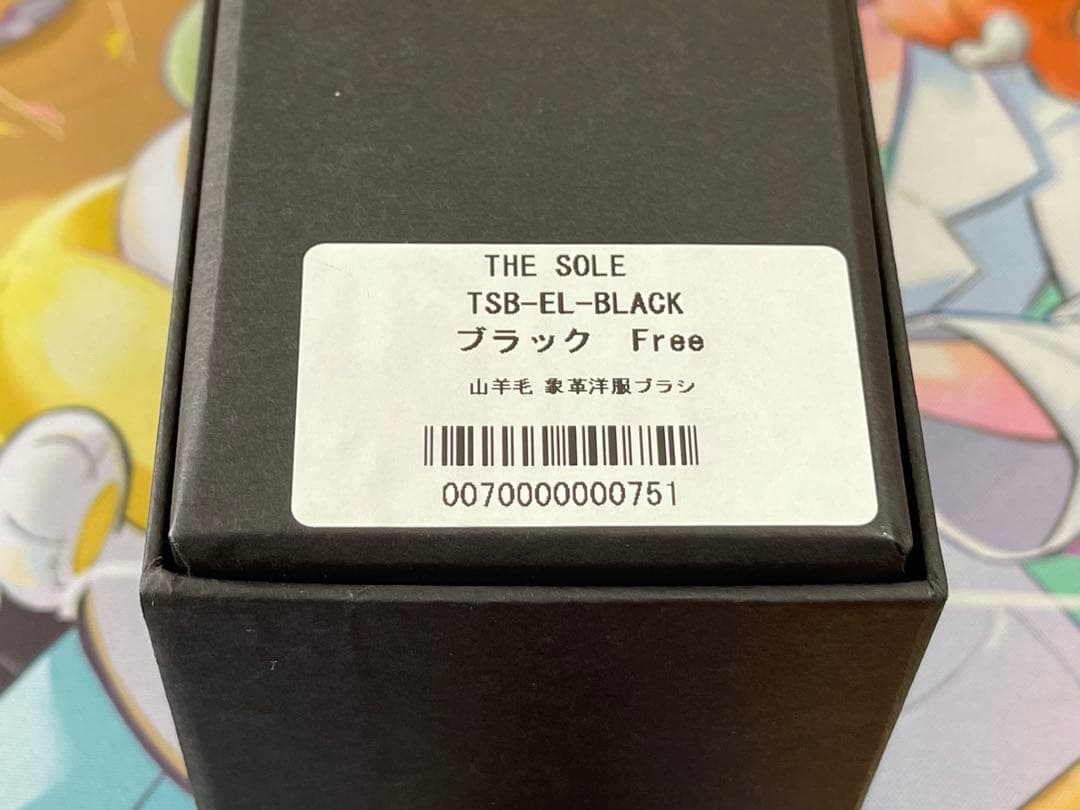 THE SOLE
TSB-EL-BLACK
ブラック Free
山羊毛 象革洋服ブラシ
0070000000751